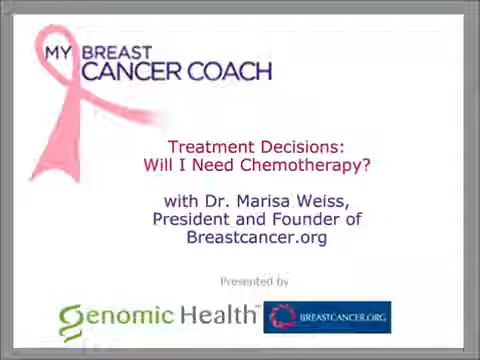 MY BREAST
CANCER COACH
Treatment Decisions:
Will I Need Chemotherapy?
with Dr. Marisa Weiss,
President and Founder of
Breastcancer.org
Presented by
Genomic Health™
BREASTCANCER.ORG